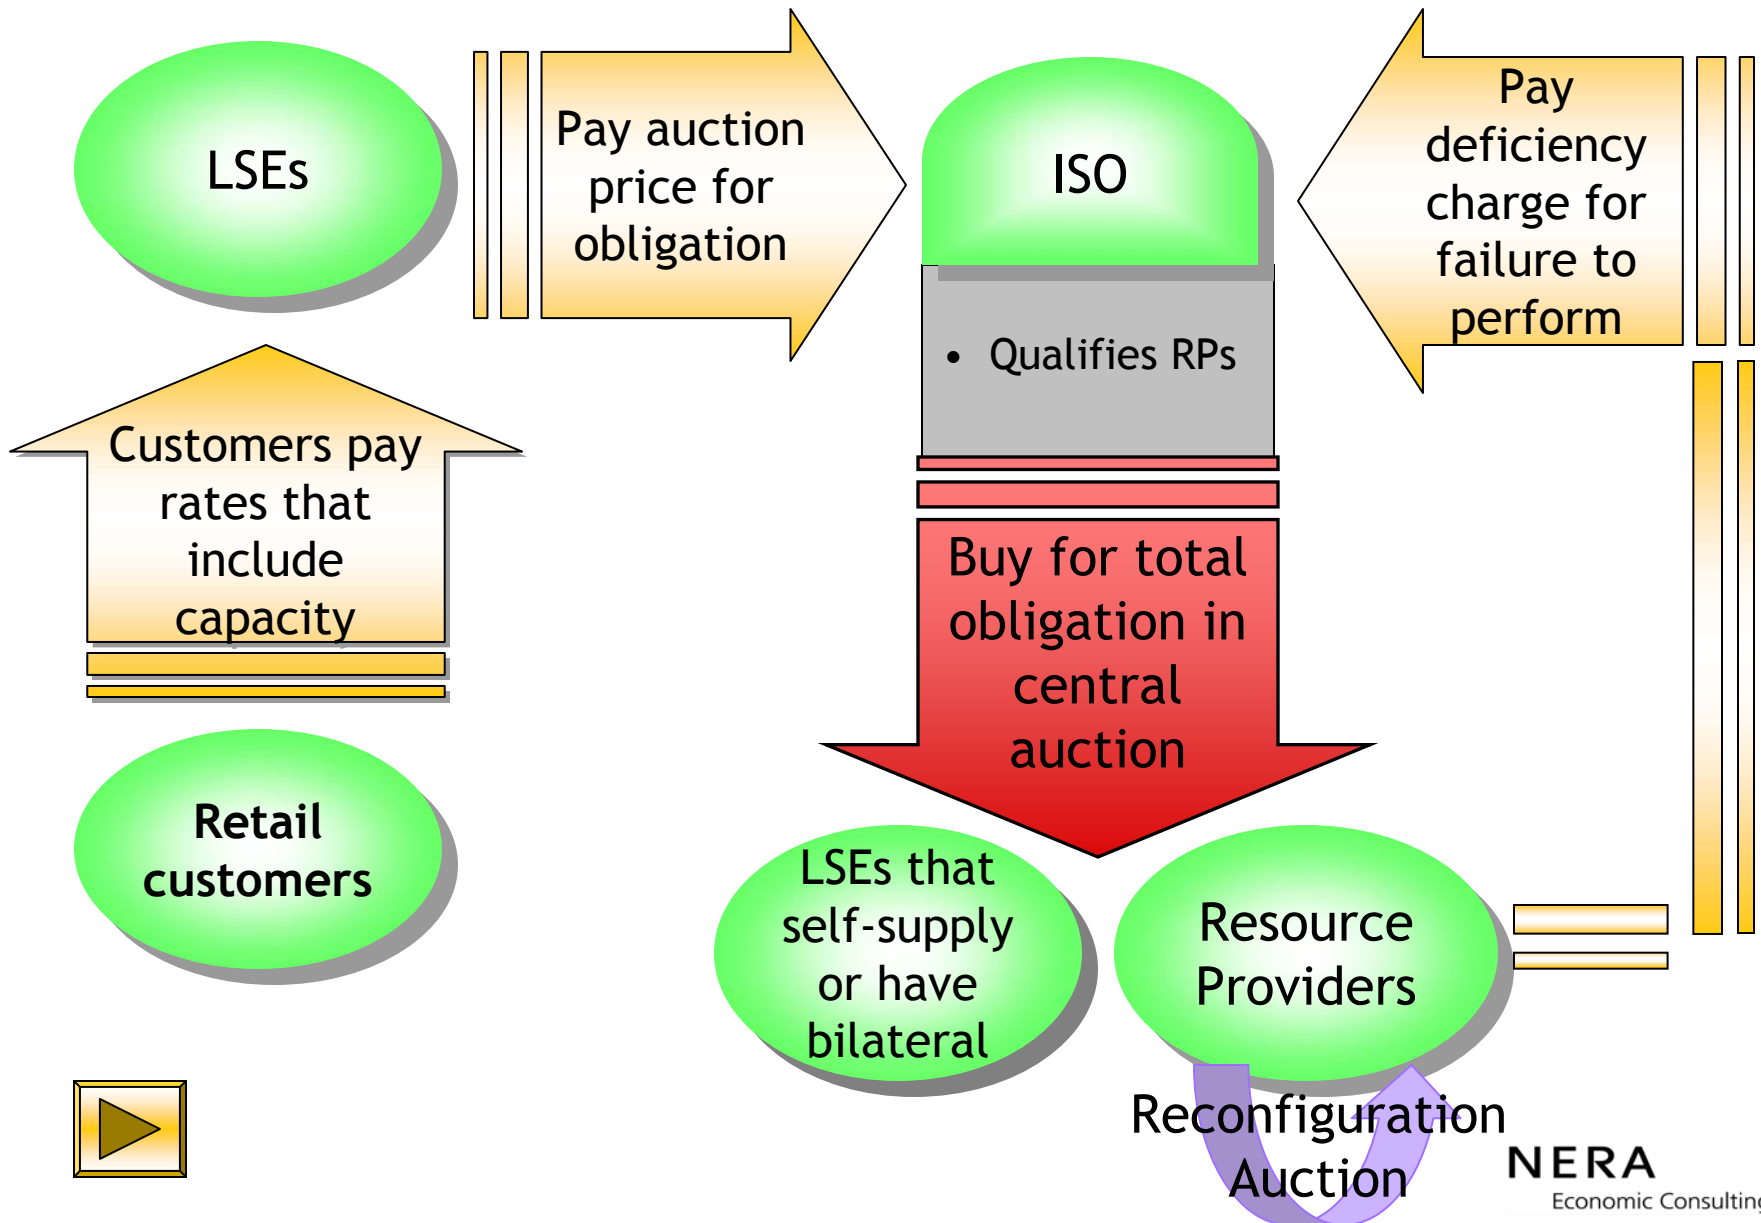 LSEs
Pay auction
price for
obligation
ISO
Pay
deficiency
charge for
failure to
perform
• Qualifies RPs
Customers pay
rates that
include
capacity
Buy for total
obligation in
central
auction
Retail
customers
LSEs that
self-supply
or have
bilateral
Resource
Providers
Reconfiguration
Auction
NERA
Economic Consulting